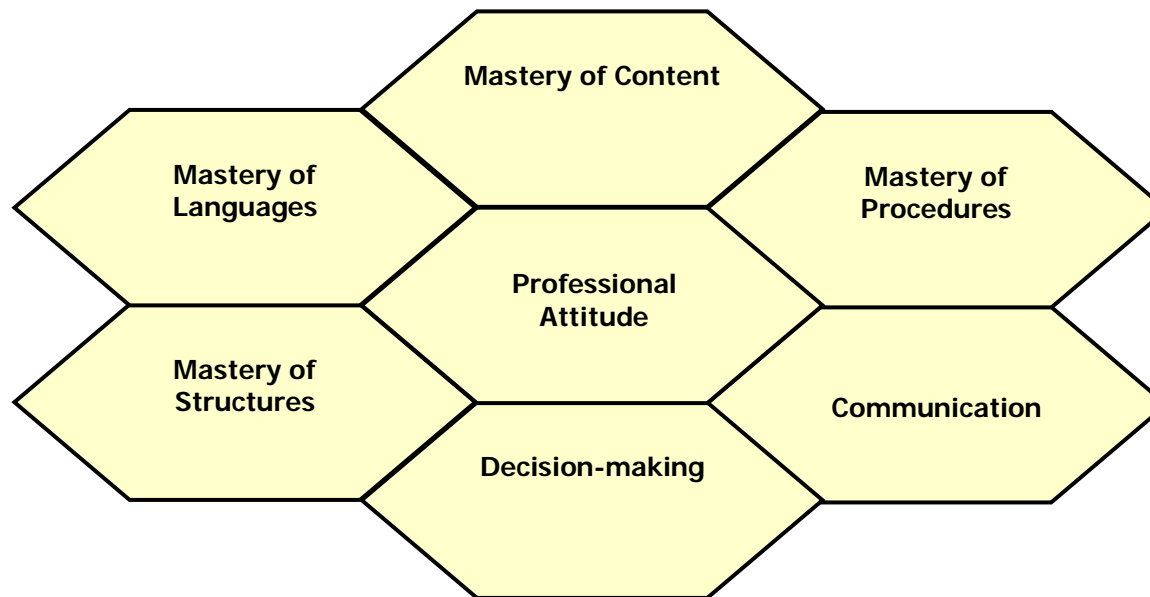 Mastery of Content
Mastery of
Languages
Mastery of
Procedures
Professional
Attitude
Mastery of
Structures
Communication
Decision-making